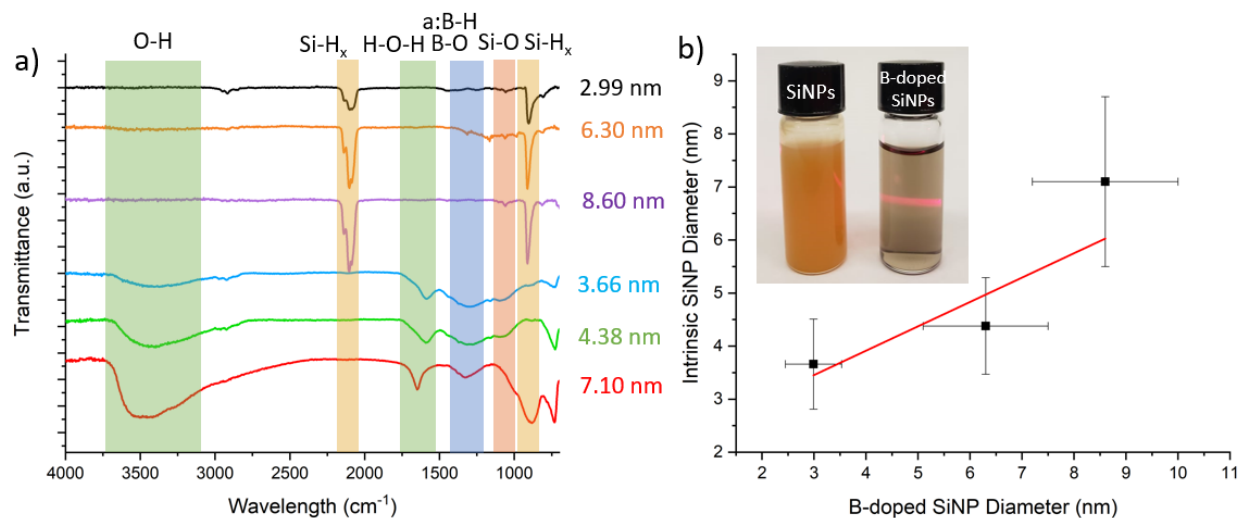 a)
O-H
Si-Hx
H-O-H
a:B-H
B-O
Si-O
Si-Hx
2.99 nm
6.30 nm
8.60 nm
3.66 nm
4.38 nm
7.10 nm
Transmittance (a.u.)
4000 3500 3000 2500 2000 1500 1000
Wavelength (cm-1)
b)
SiNPs
B-doped
SiNPs
Intrinsic SiNP Diameter (nm)
9
8
7
6
5
4
3
2
2 3 4 5 6 7 8 9 10 11
B-doped SiNP Diameter (nm)